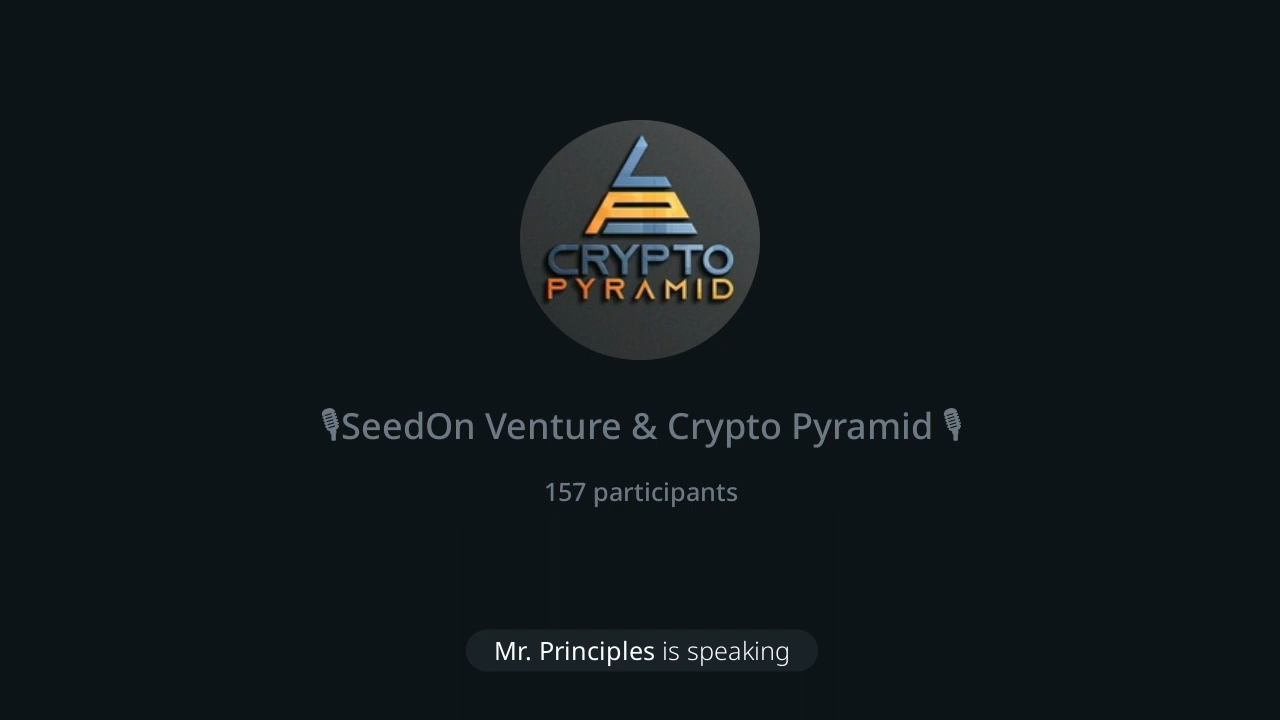 CRYPTO
PYRAMID
🎙SeedOn Venture & Crypto Pyramid 🎙
157 participants
Mr. Principles is speaking